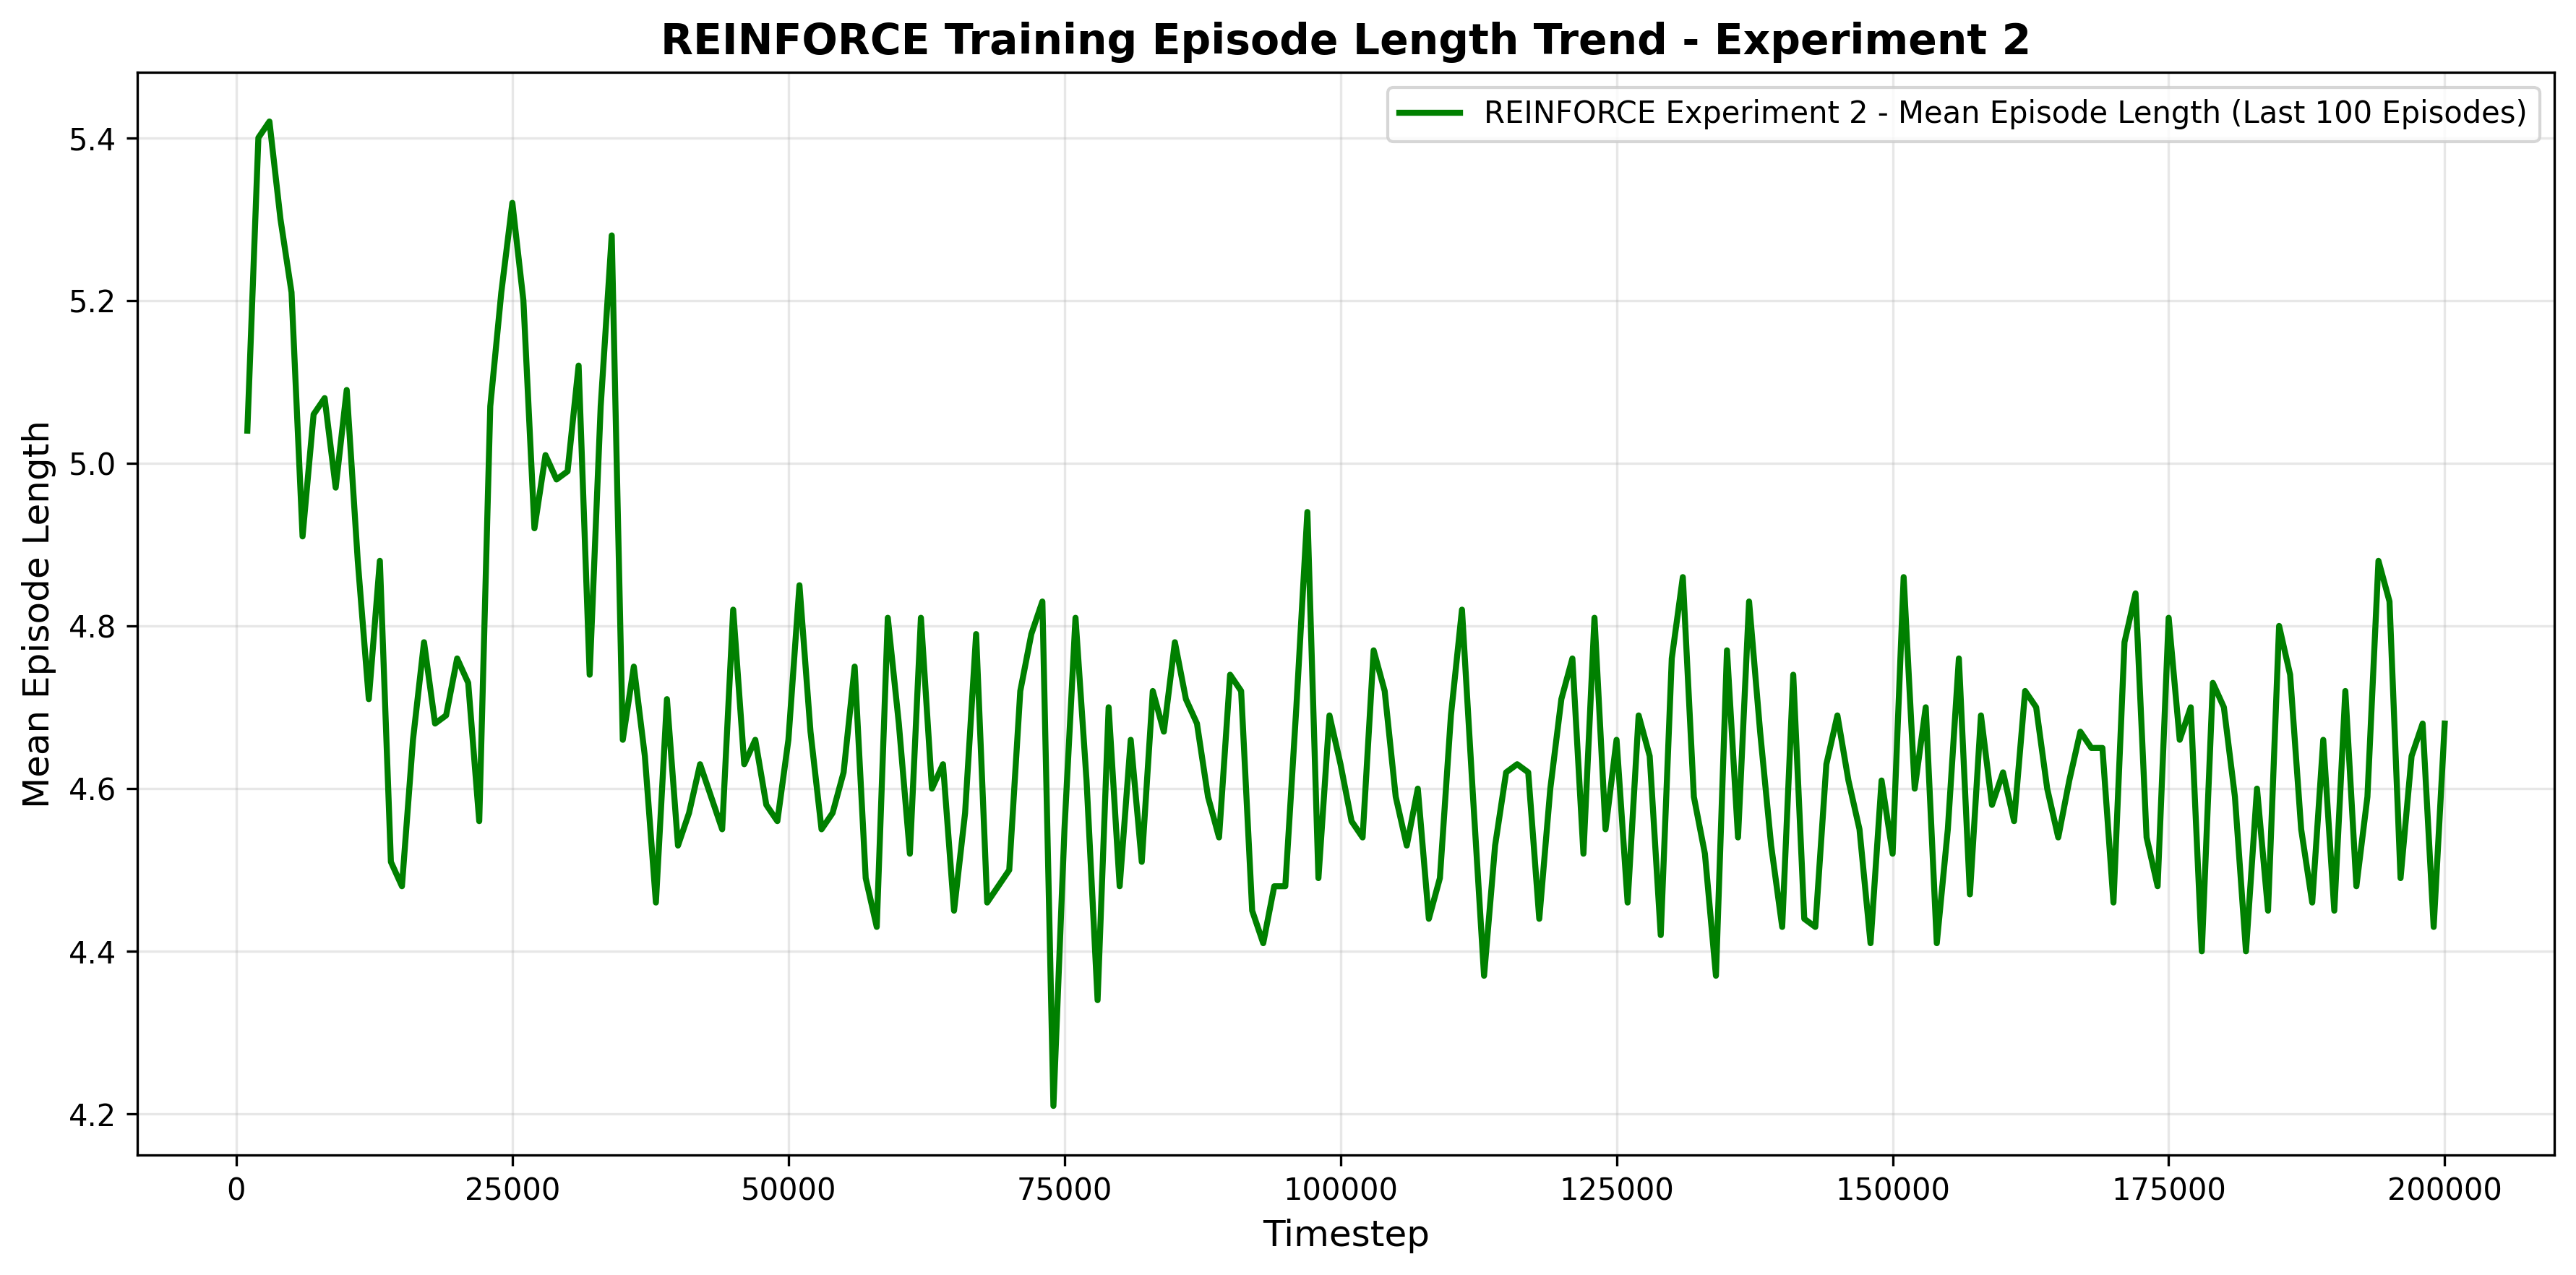 REINFORCE Training Episode Length Trend - Experiment 2
REINFORCE Experiment 2 - Mean Episode Length (Last 100 Episodes)
Mean Episode Length
5.4
5.2
5.0
4.8
4.6
4.4
4.2
0 25000 50000 75000 100000 125000 150000 175000 200000
Timestep